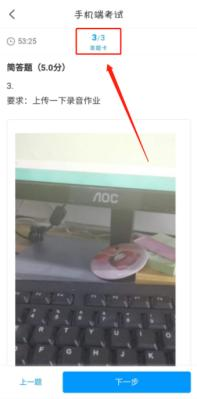 手机端考试
53:25
3/3
答题卡
简答题（5.0分）
3.
要求：上传一下录音作业
AOC
上一题
下一步